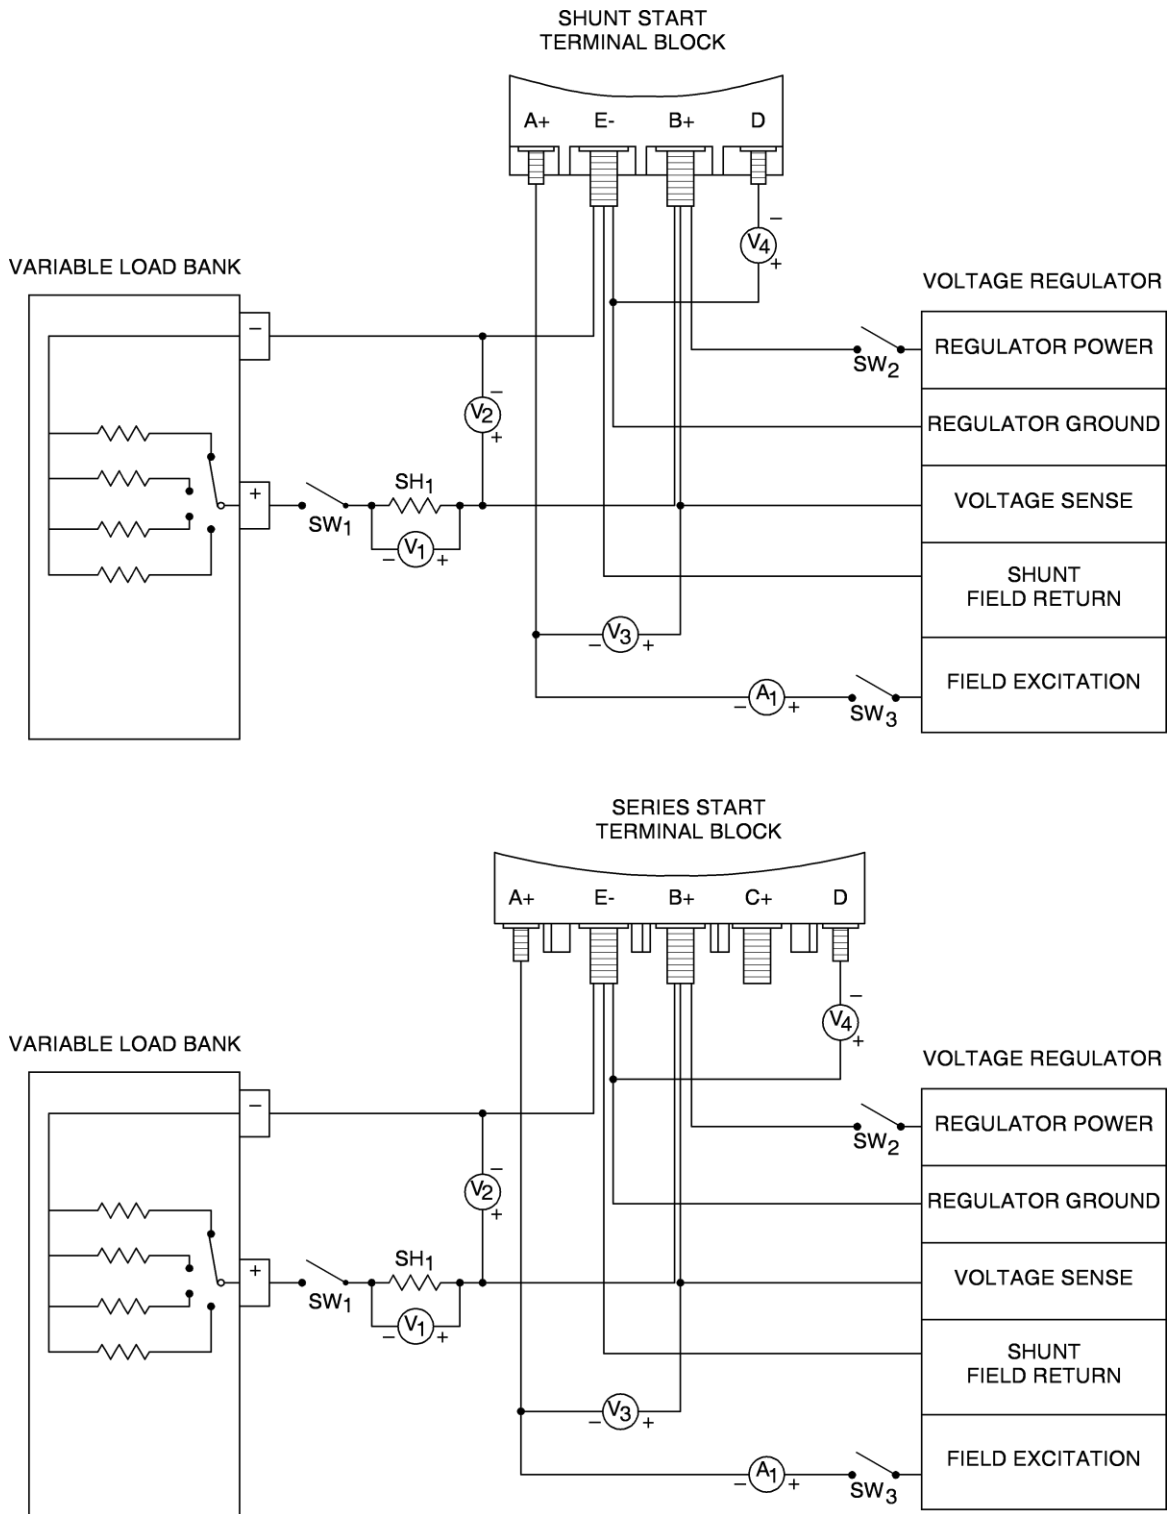 SHUNT START
TERMINAL BLOCK
A+ E- B+ D
− V4 +
VARIABLE LOAD BANK
VOLTAGE REGULATOR
−
REGULATOR POWER
SW2
− V2 +
REGULATOR GROUND
+
SH1
VOLTAGE SENSE
SW1
− V1 +
SHUNT
FIELD RETURN
− V3 +
FIELD EXCITATION
− A1 +
SW3
SERIES START
TERMINAL BLOCK
A+ E- B+ C+ D
− V4 +
VARIABLE LOAD BANK
VOLTAGE REGULATOR
−
REGULATOR POWER
SW2
− V2 +
REGULATOR GROUND
+
SH1
VOLTAGE SENSE
SW1
− V1 +
SHUNT
FIELD RETURN
− V3 +
FIELD EXCITATION
− A1 +
SW3